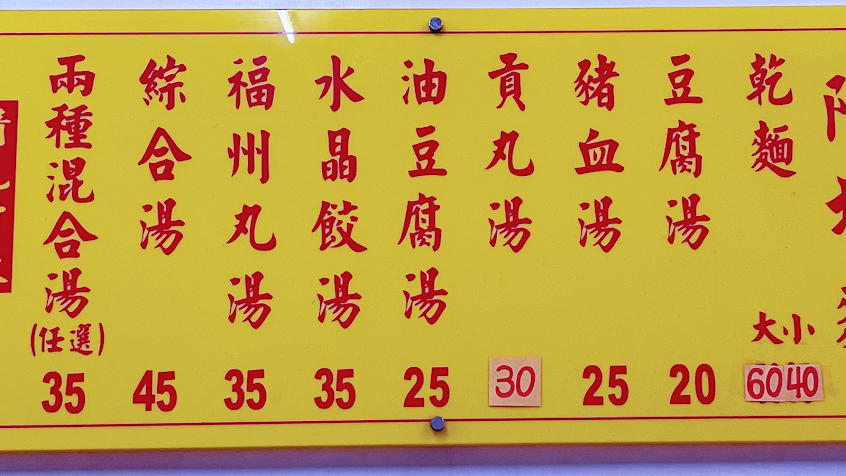 乾麵
大小
60 40
豆腐湯
20
豬血湯
25
貢丸湯
30
油豆腐湯
25
水晶餃湯
35
福州丸湯
35
綜合湯
45
兩種混合湯
(任選)
35